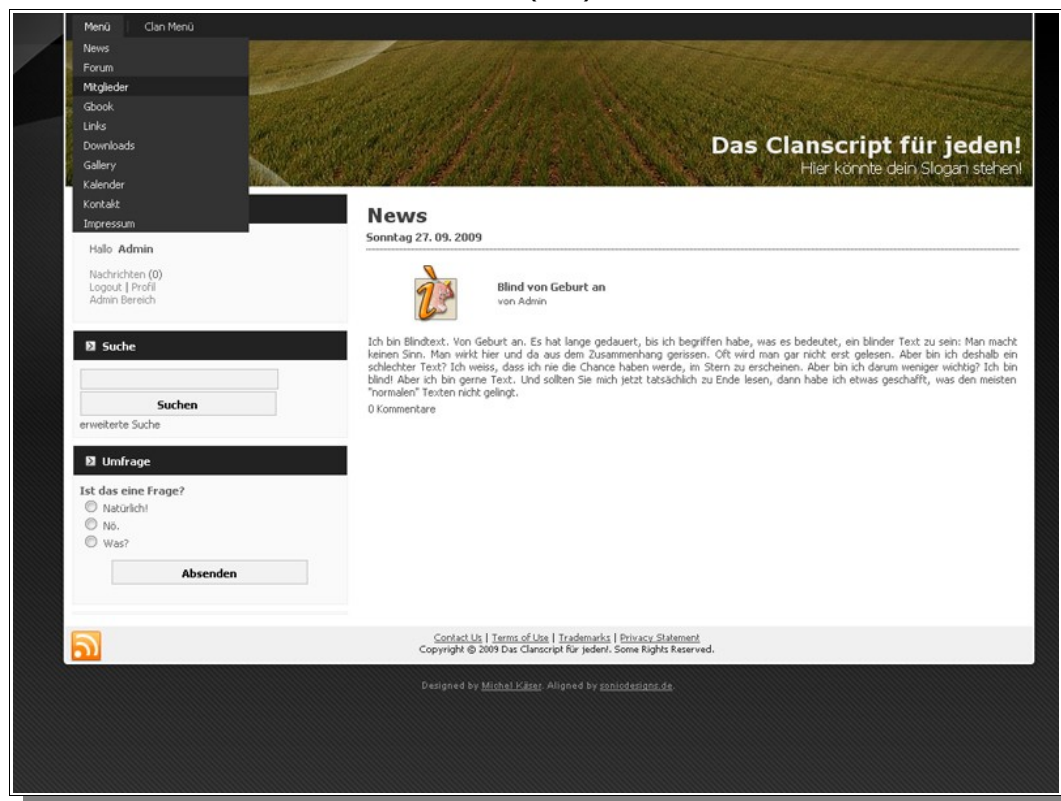 Menü
Clan Menü
News
Forum
Mitglieder
Gbook
Links
Downloads
Gallery
Kalender
Kontakt
Impressum
Das Clanscript für jeden!
Hier könnte dein Slogan stehen!
Hallo Admin
Nachrichten (0)
Logout | Profil
Admin Bereich
Suche
Suchen
erweiterte Suche
Umfrage
Ist das eine Frage?
Natürlich!
Nö.
Was?
Absenden
News
Sonntag 27. 09. 2009
Blind von Geburt an
von Admin
Ich bin Blindtext. Von Geburt an. Es hat lange gedauert, bis ich begriffen habe, was es bedeutet, ein blinder Text zu sein: Man macht
keinen Sinn. Man wirkt hier und da aus dem Zusammenhang gerissen. Oft wird man gar nicht erst gelesen. Aber bin ich deshalb ein
schlechter Text? Ich weiss, dass ich nie die Chance haben werde, im Stern zu erscheinen. Aber bin ich darum weniger wichtig? Ich bin
blind! Aber ich bin gerne Text. Und sollten Sie mich jetzt tatsächlich zu Ende lesen, dann habe ich etwas geschafft, was den meisten
"normalen" Texten nicht gelingt.
0 Kommentare
Contact Us | Terms of Use | Trademarks | Privacy Statement
Copyright © 2009 Das Clanscript für jeden!. Some Rights Reserved.
Designed by Michel Käser. Aligned by soniodesigns.de.